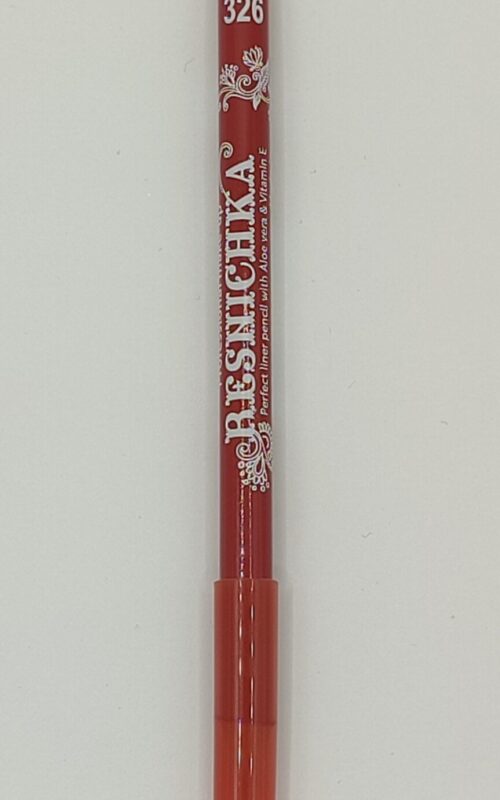 326
RESNICHKA
Perfect liner pencil with Aloe vera & Vitamin E